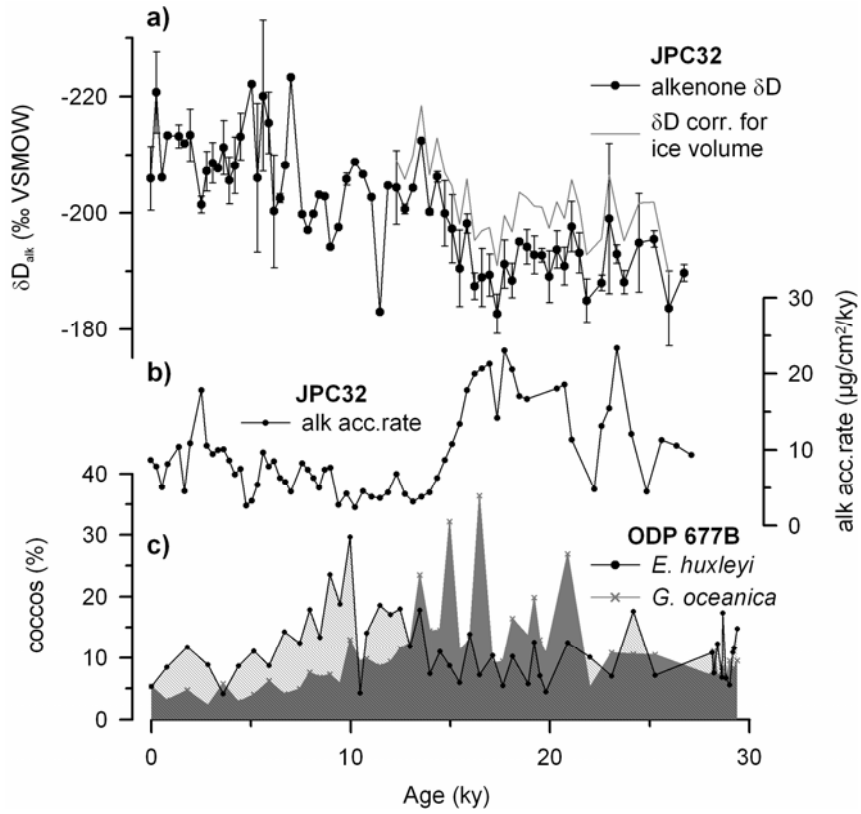 a)
-220
-200
-180
δD_alk (‰ VSMOW)
JPC32
alkenone δD
δD corr. for
ice volume
b)
JPC32
alk acc.rate
30
20
10
0
alk acc.rate (μg/cm²/ky)
c)
40
30
20
10
0
coccos (%)
ODP 677B
E. huxleyi
G. oceanica
0
10
20
30
Age (ky)